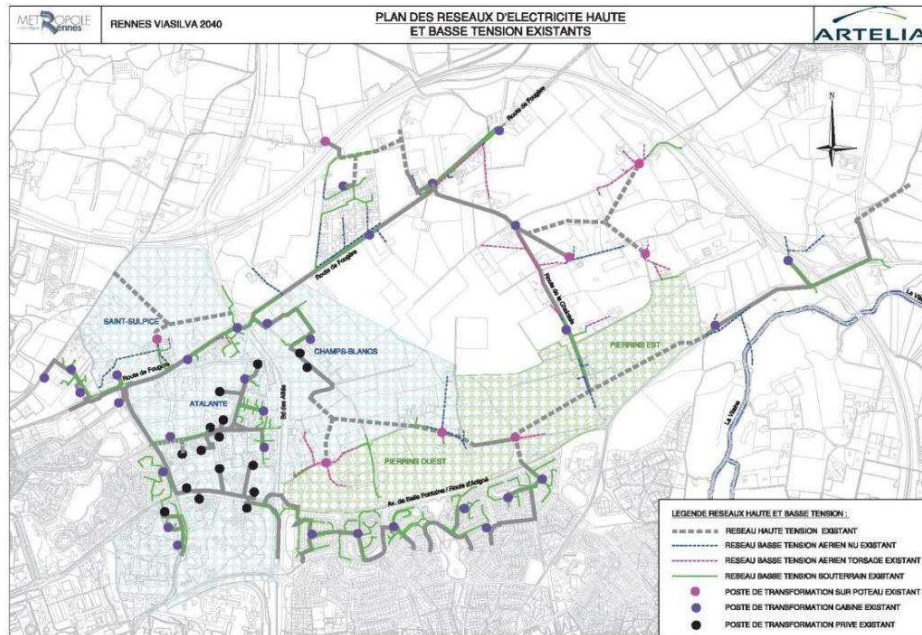 METROPOLE
Rennes
RENNES VIASILVA 2040
PLAN DES RESEAUX D'ELECTRICITE HAUTE
ET BASSE TENSION EXISTANTS
ARTELIA
N
Route de Fougère
Route de Fougère
SAINT-SULPICE
CHAMPS-BLANCS
PIERRINS EST
Route de Fougère
ATALANTE
La Vilaine
PIERRINS OUEST
Av. de Belle Fontaine / Route d'Acigné
LEGENDE RESEAUX HAUTE ET BASSE TENSION :
RESEAU HAUTE TENSION EXISTANT
RESEAU BASSE TENSION AERIEN NU EXISTANT
RESEAU BASSE TENSION AERIEN TORSADE EXISTANT
RESEAU BASSE TENSION SOUTERRAIN EXISTANT
POSTE DE TRANSFORMATION SUR POTEAU EXISTANT
POSTE DE TRANSFORMATION CABINE EXISTANT
POSTE DE TRANSFORMATION PRIVE EXISTANT